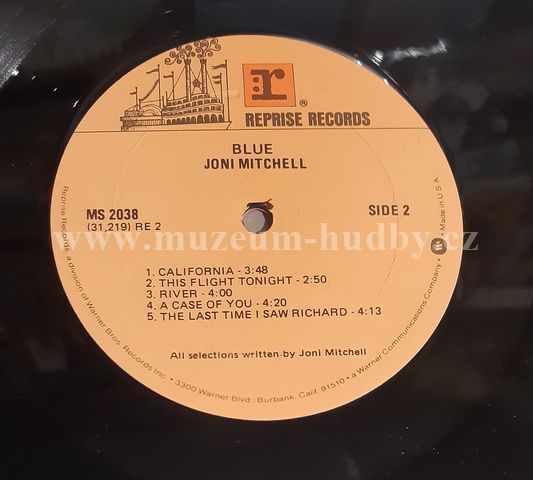 r
®
REPRISE RECORDS
BLUE
JONI MITCHELL
MS 2038
(31,219) RE 2
SIDE 2
www.muzeum-hudby.cz
1. CALIFORNIA - 3:48
2. THIS FLIGHT TONIGHT - 2:50
3. RIVER - 4:00
4. A CASE OF YOU - 4:20
5. THE LAST TIME I SAW RICHARD - 4:13
All selections written by Joni Mitchell
Reprise Records, a division of Warner Bros. Records Inc. • 3300 Warner Blvd., Burbank, Calif. 91510 • a Warner Communications Company • Made in U.S.A.